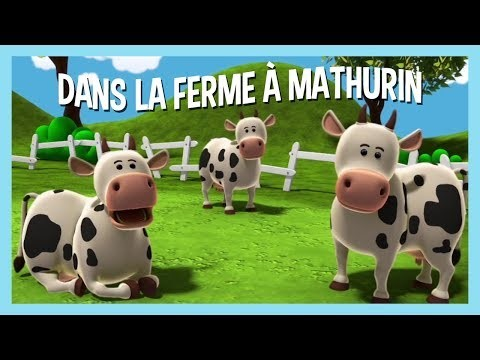 DANS LA FERME À MATHURIN